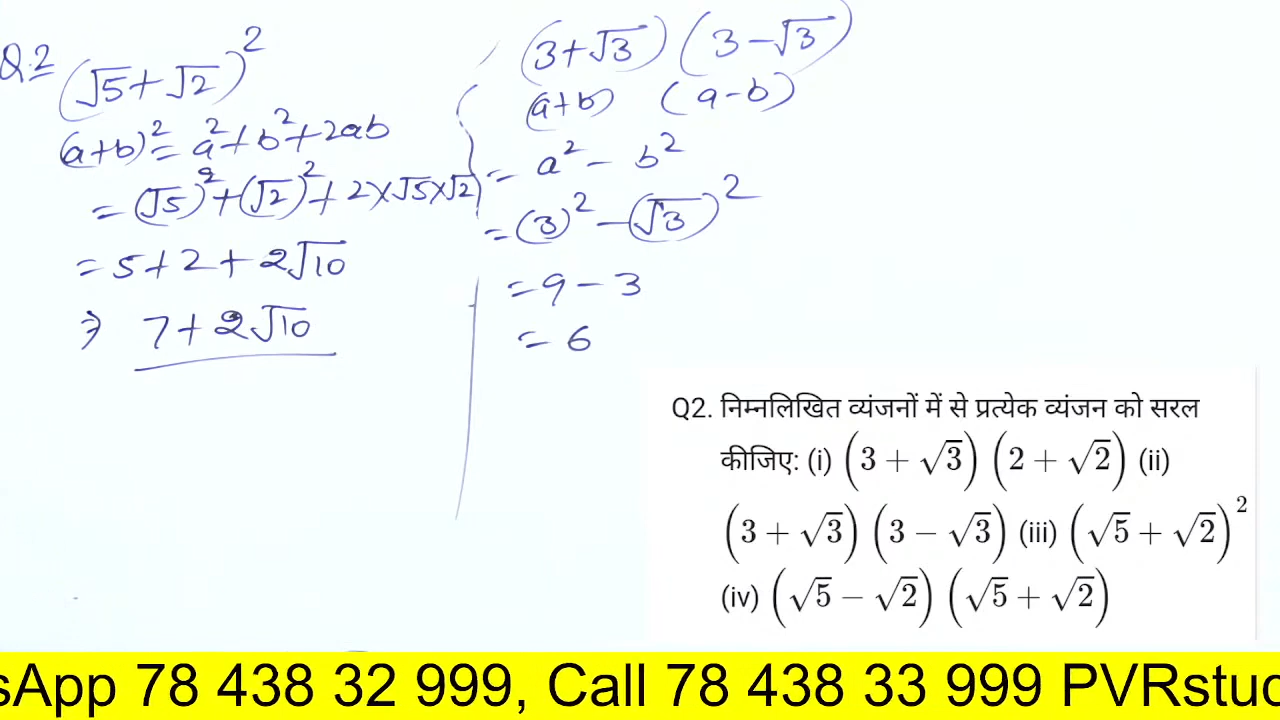 Q.2 (√5+√2)²
(a+b)² = a²+b²+2ab
= (√5)²+(√2)²+2×√5×√2
= 5+2+2√10
⇒ 7+2√10
(3+√3) (3-√3)
(a+b) (a-b)
= a² - b²
= (3)² - (√3)²
= 9 - 3
= 6
Q2. निम्नलिखित व्यंजनों में से प्रत्येक व्यंजन को सरल
कीजिए: (i) (3 + √3) (2 + √2) (ii)
(3 + √3) (3 − √3) (iii) (√5 + √2)²
(iv) (√5 − √2) (√5 + √2)
sApp 78 438 32 999, Call 78 438 33 999 PVRstuc